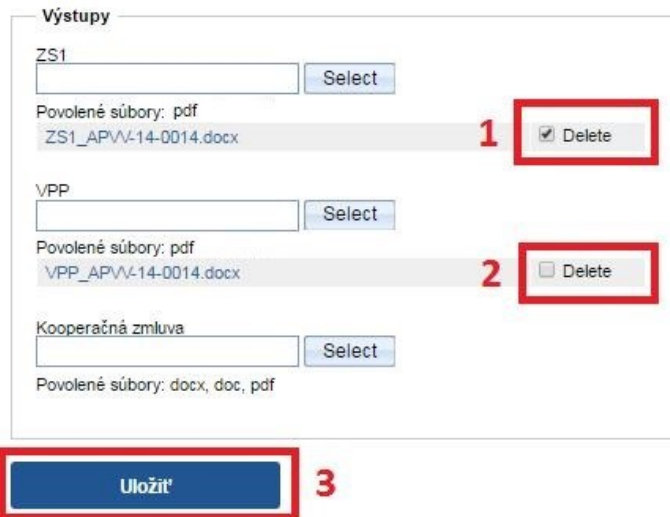 Výstupy
ZS1
Select
Povolené súbory: pdf
ZS1_APVV-14-0014.docx
1
Delete
VPP
Select
Povolené súbory: pdf
VPP_APVV-14-0014.docx
2
Delete
Kooperačná zmluva
Select
Povolené súbory: docx, doc, pdf
Uložiť
3